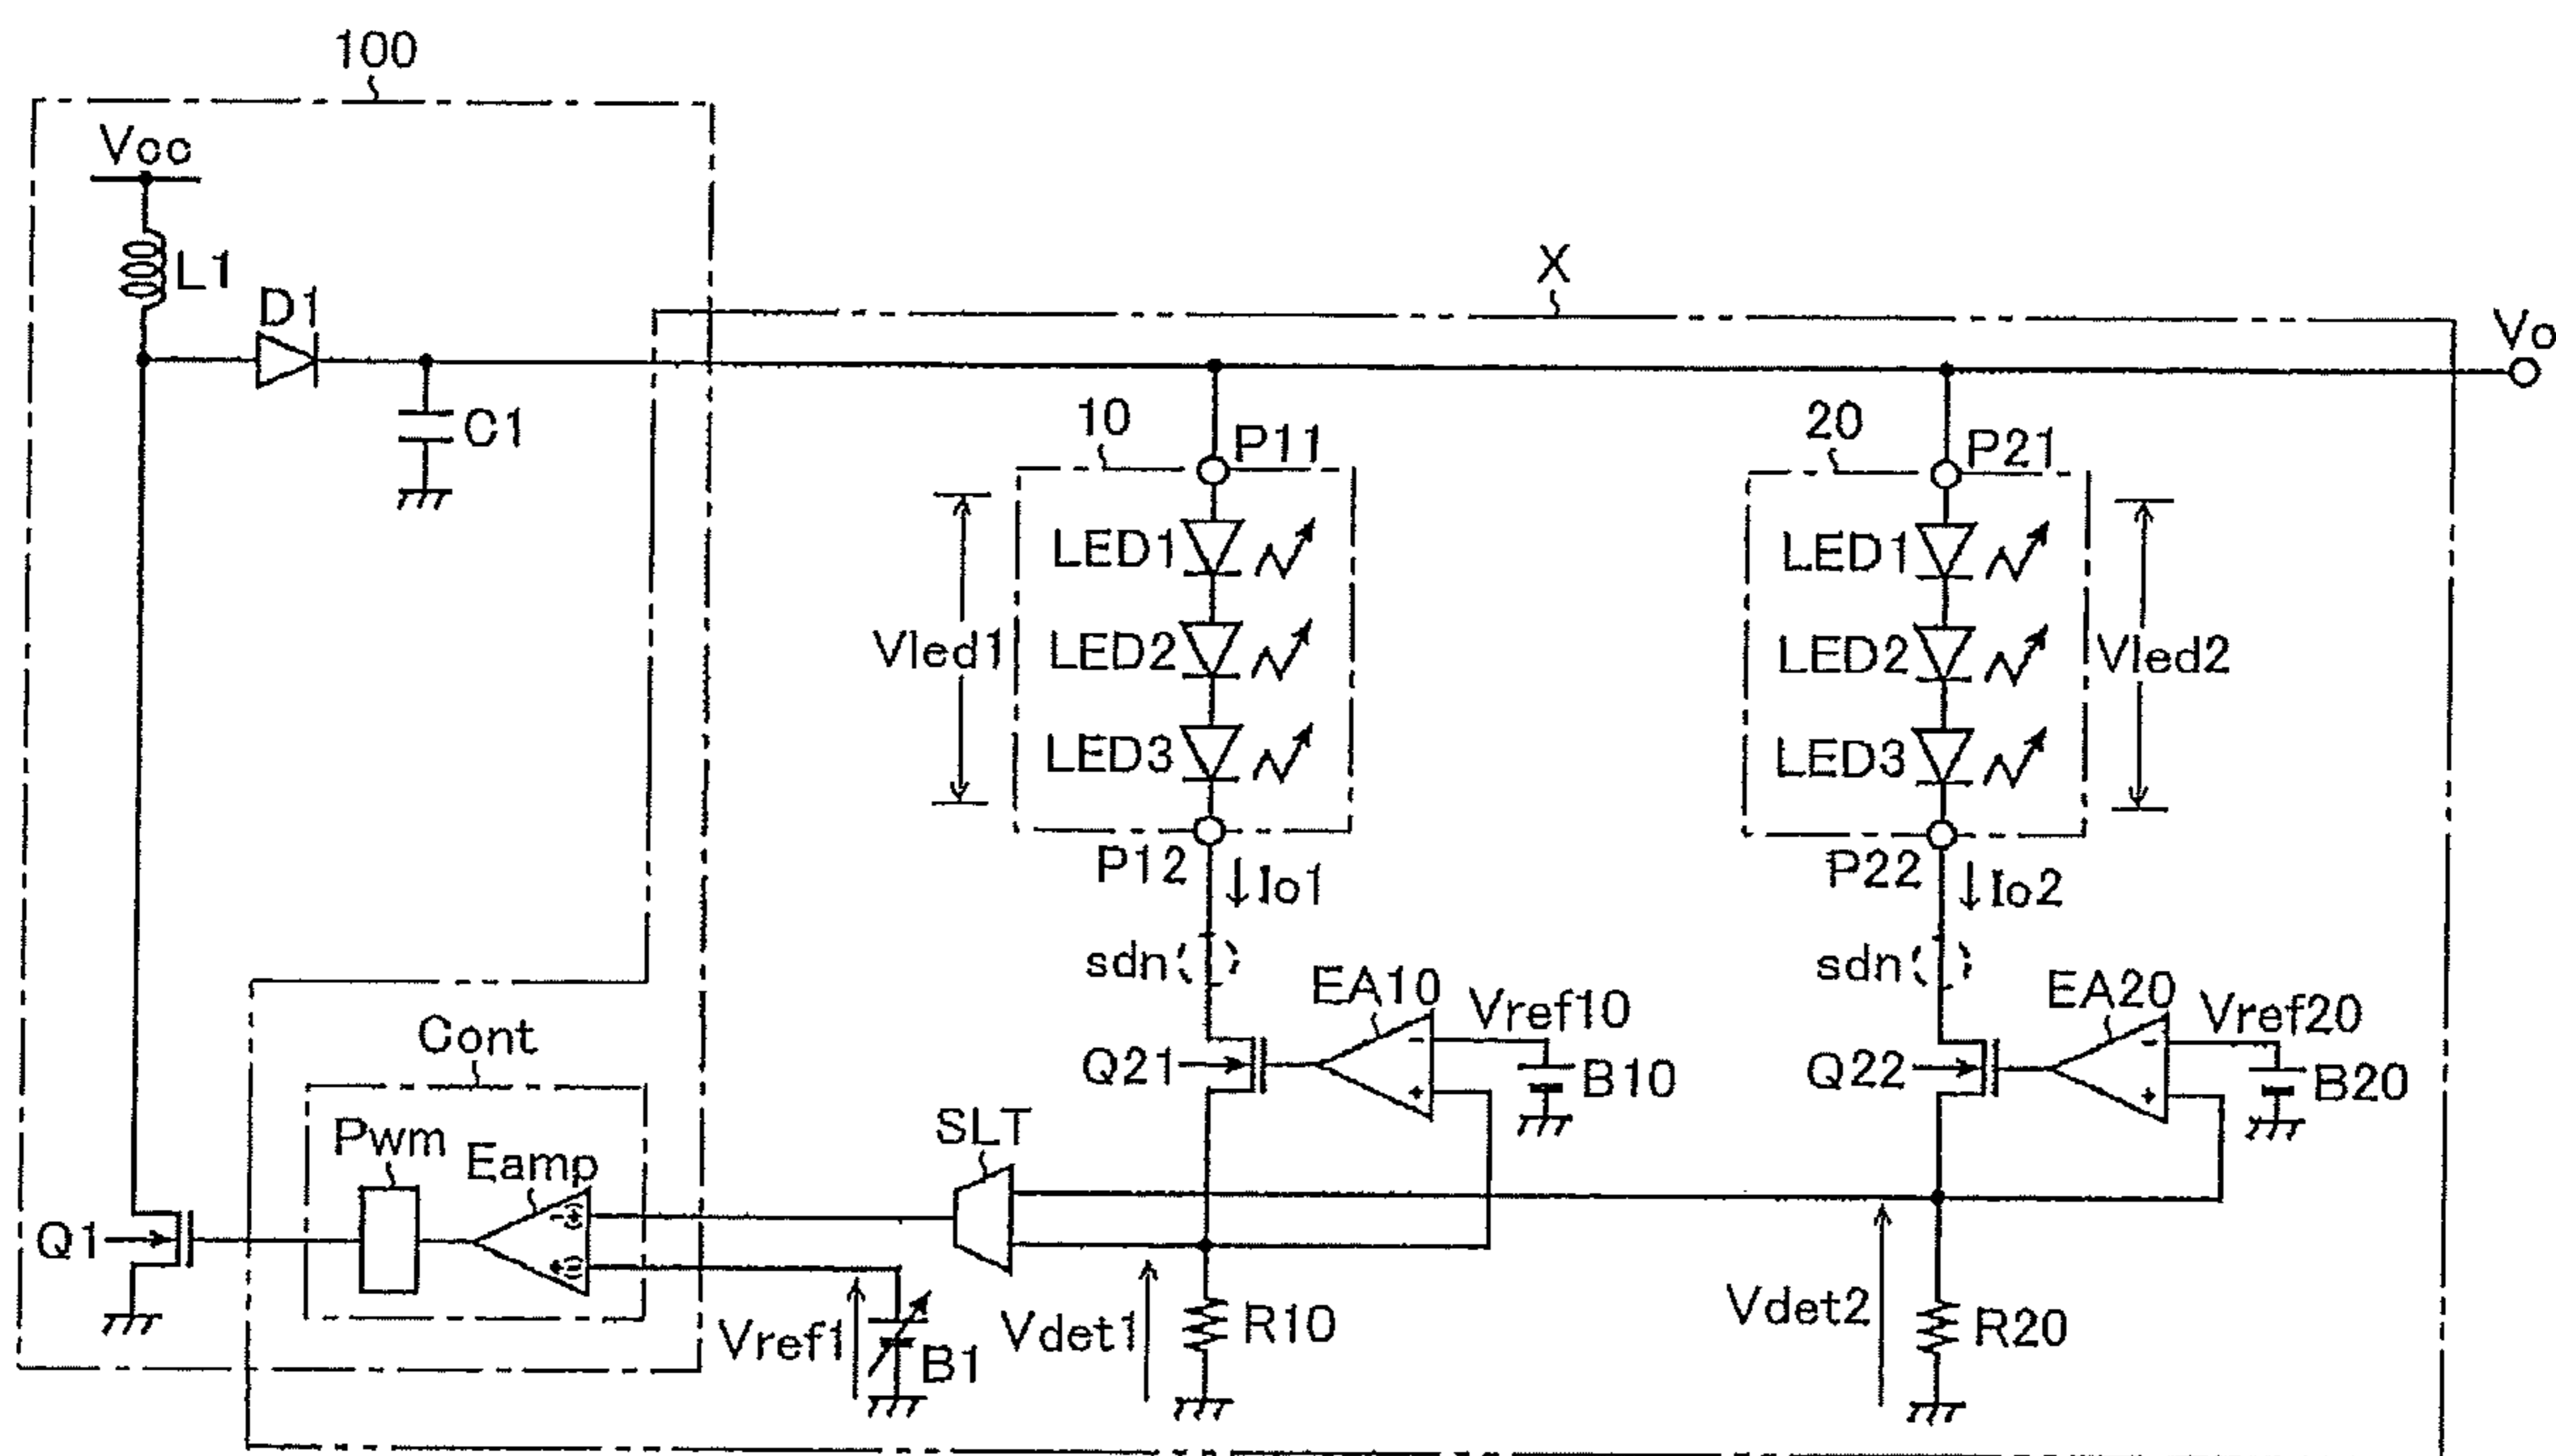 100
Vcc
L1
D1
C1
X
Vo
10
P11
LED1
LED2
LED3
Vled1
P12
Io1
20
P21
LED1
LED2
LED3
Vled2
P22
Io2
sdn
EA10
Vref10
Q21
B10
sdn
EA20
Vref20
Q22
B20
Cont
Pwm
Eamp
-(+)
+(-)
SLT
- +
- +
Q1
Vref1
B1
Vdet1
R10
Vdet2
R20